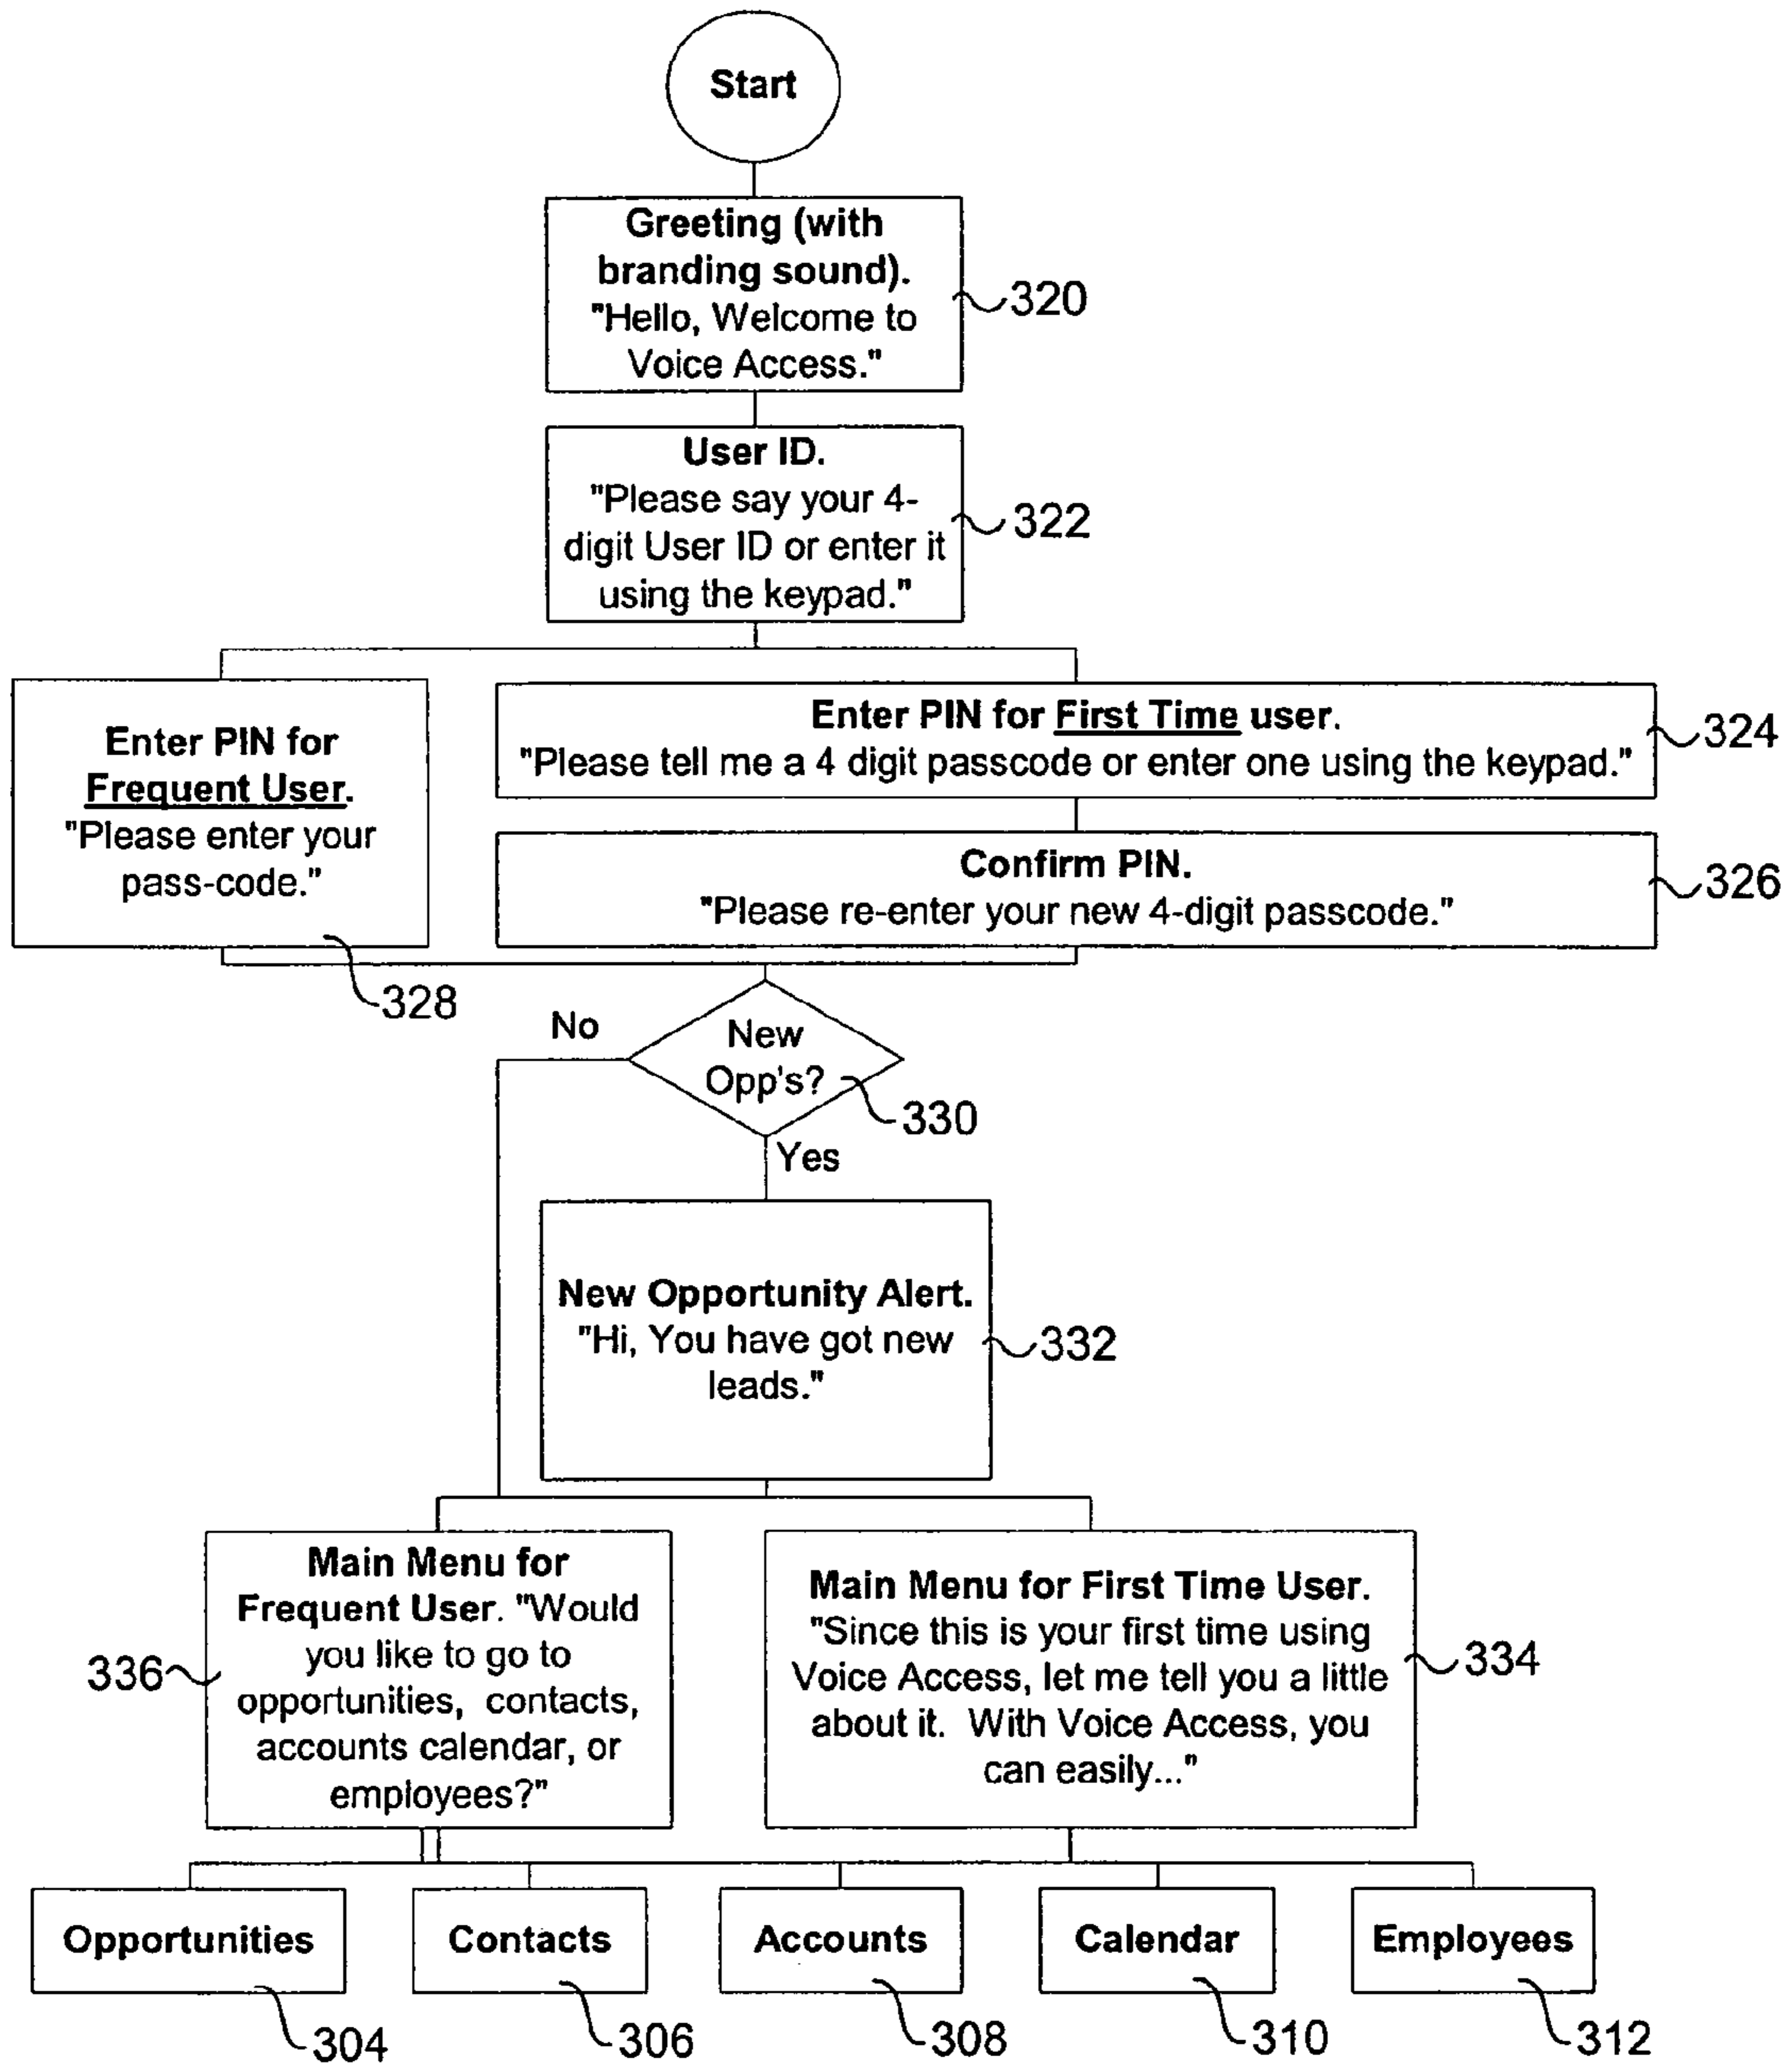 Start
Greeting (with
branding sound).
"Hello, Welcome to
Voice Access."
320
User ID.
"Please say your 4-
digit User ID or enter it
using the keypad."
322
Enter PIN for
Frequent User.
"Please enter your
pass-code."
328
Enter PIN for First Time user.
"Please tell me a 4 digit passcode or enter one using the keypad."
324
Confirm PIN.
"Please re-enter your new 4-digit passcode."
326
No
New
Opp's?
330
Yes
New Opportunity Alert.
"Hi, You have got new
leads."
332
Main Menu for
Frequent User. "Would
you like to go to
opportunities, contacts,
accounts calendar, or
employees?"
336
Main Menu for First Time User.
"Since this is your first time using
Voice Access, let me tell you a little
about it. With Voice Access, you
can easily..."
334
Opportunities
Contacts
Accounts
Calendar
Employees
304
306
308
310
312